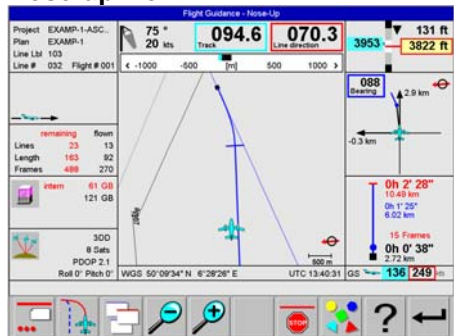 Flight Guidance - Nose-Up
Project EXAMP-1-ASC..
Plan EXAMP-1
Line Lbl 103
Line # 032 Flight # 001
75 °
20 kts
094.6
Track
070.3
Line direction
131 ft
3953
3822 ft
< -1000 -500 [m] 500 1000 >
088
Bearing
2.9 km
-0.3 km
remaining flown
Lines 23 13
Length 163 92
Frames 488 270
intern 61 GB
121 GB
3DD
8 Sats
PDOP 2.1
Roll 0° Pitch 0°
500 m
WGS 50°09'34" N 6°28'26" E UTC 13:40:31
0h 2' 28"
10.49 km
0h 1' 25"
6.02 km
15 Frames
0h 0' 38"
2.72 km
GS 136 249
STOP
?